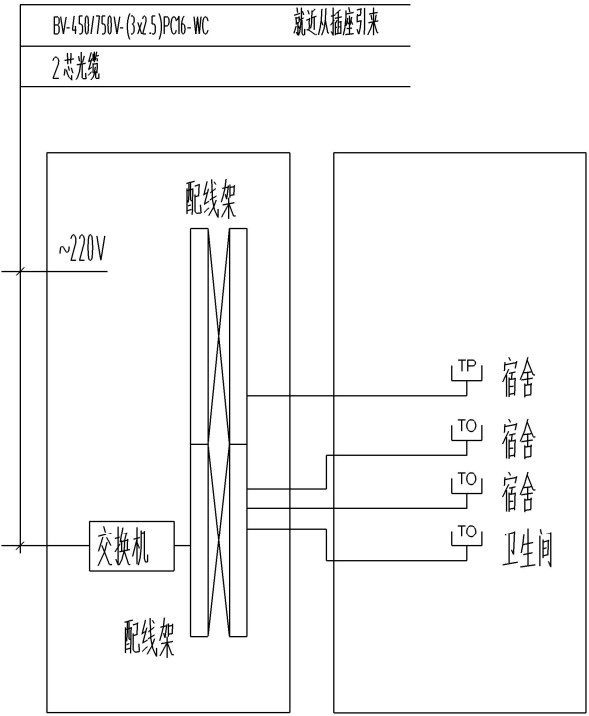 BV-450/750V-(3x2.5)PC16-WC 就近从插座引来
2芯光缆
配线架
~220V
TP 宿舍
TO 宿舍
TO 宿舍
TO 卫生间
交换机
配线架